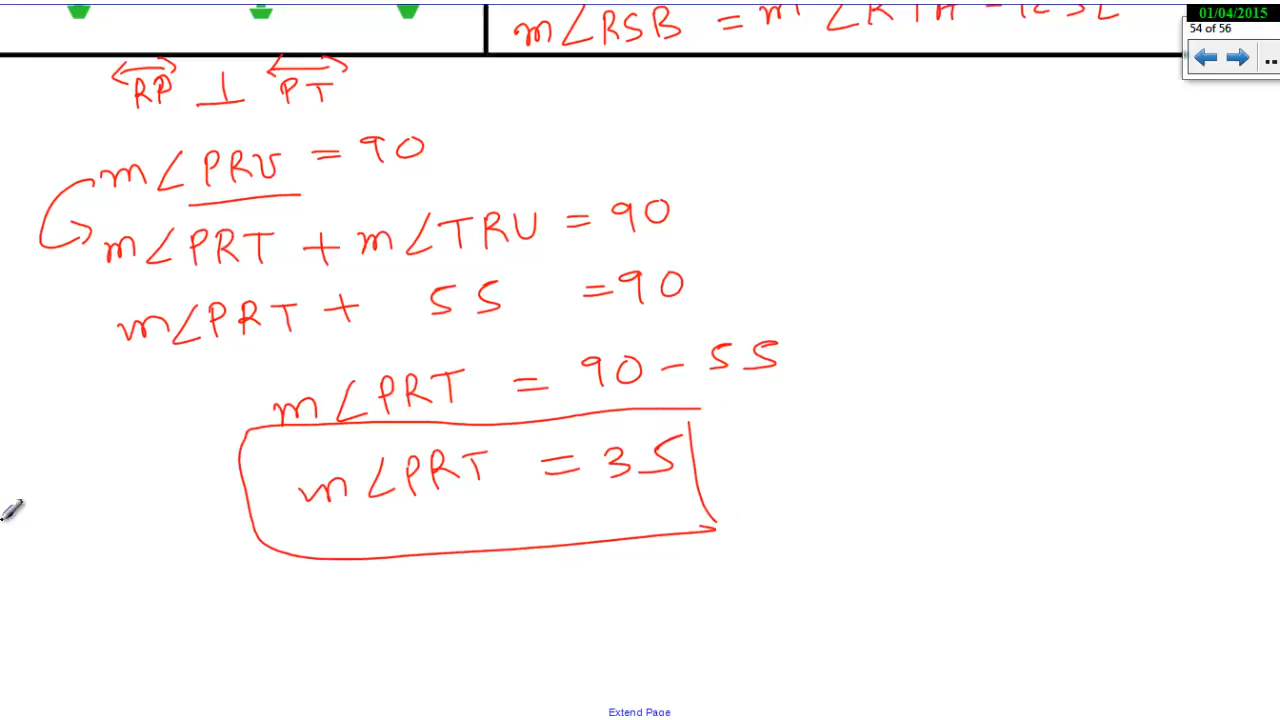 01/04/2015
54 of 56
m∠RSB = m∠RTA
RP ⊥ PT
m∠PRU = 90
m∠PRT + m∠TRU = 90
m∠PRT + 55 = 90
m∠PRT = 90 - 55
m∠PRT = 35
Extend Page